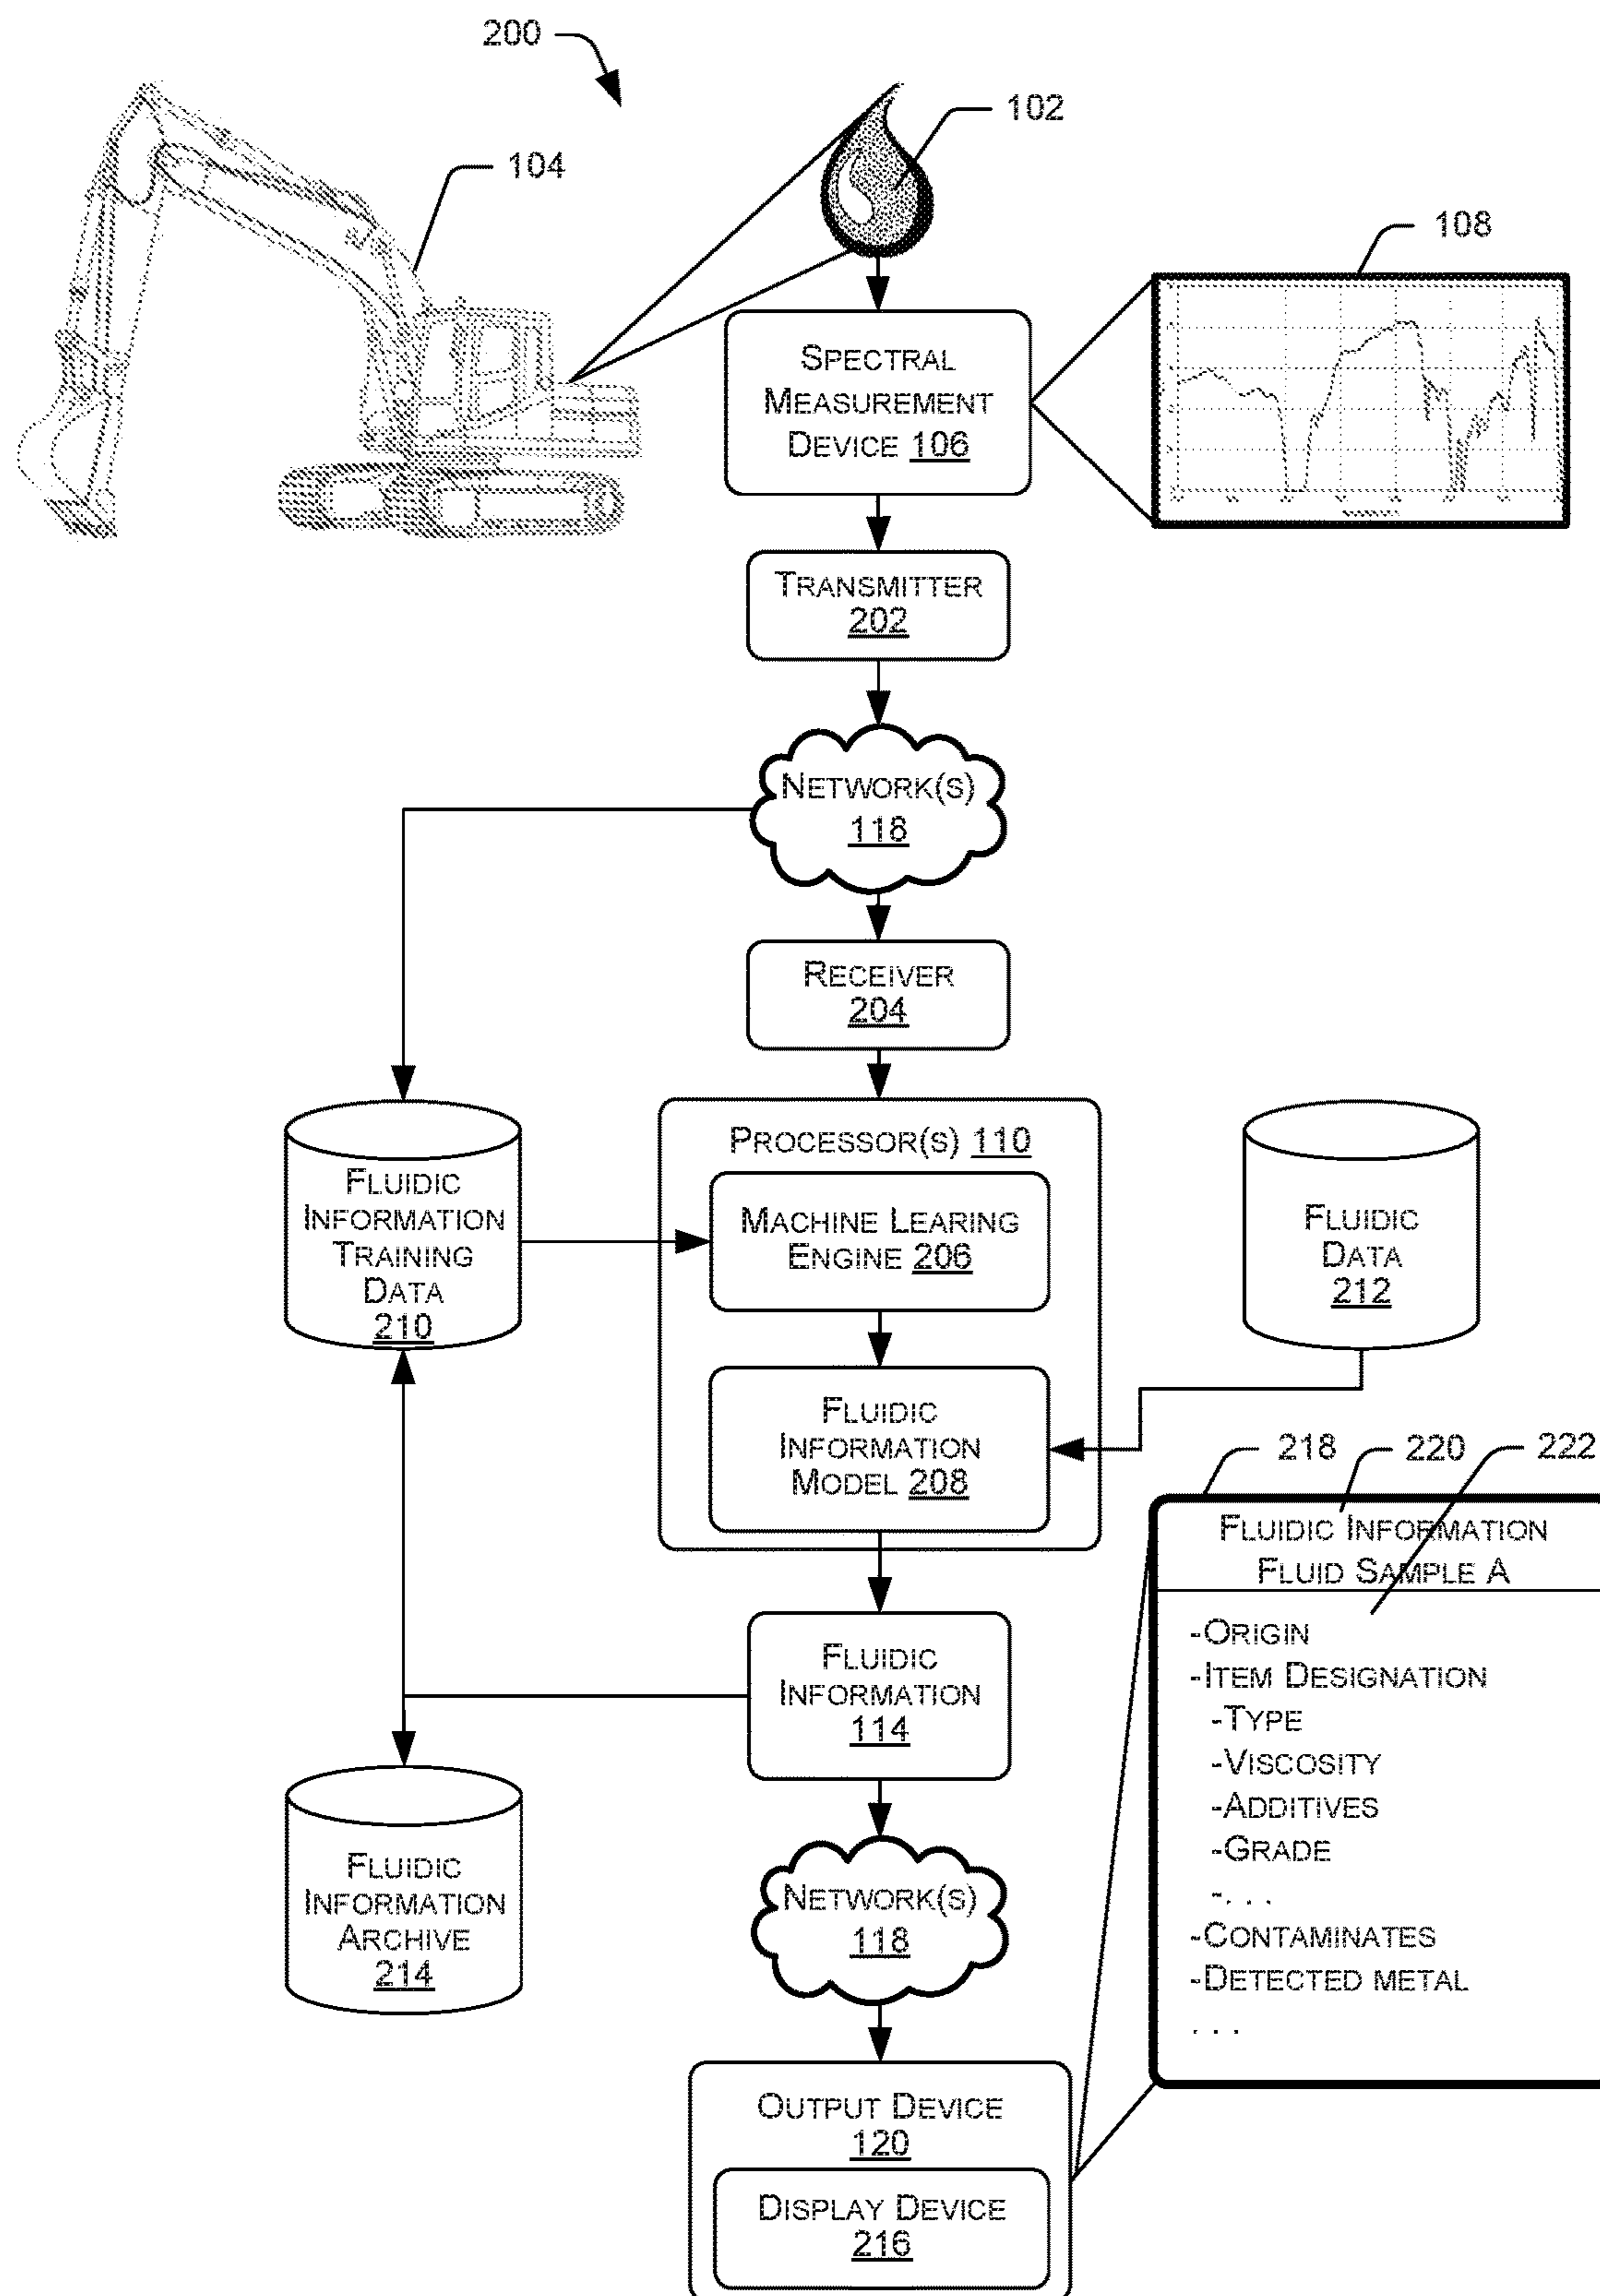 200
102
104
108
SPECTRAL
MEASUREMENT
DEVICE 106
TRANSMITTER
202
NETWORK(S)
118
RECEIVER
204
PROCESSOR(S) 110
MACHINE LEARING
ENGINE 206
FLUIDIC
INFORMATION
TRAINING
DATA
210
FLUIDIC
DATA
212
FLUIDIC
INFORMATION
MODEL 208
218
220
222
FLUIDIC INFORMATION
FLUID SAMPLE A
-ORIGIN
-ITEM DESIGNATION
-TYPE
-VISCOSITY
-ADDITIVES
-GRADE
-. . .
-CONTAMINATES
-DETECTED METAL
. . .
FLUIDIC
INFORMATION
114
FLUIDIC
INFORMATION
ARCHIVE
214
NETWORK(S)
118
OUTPUT DEVICE
120
DISPLAY DEVICE
216